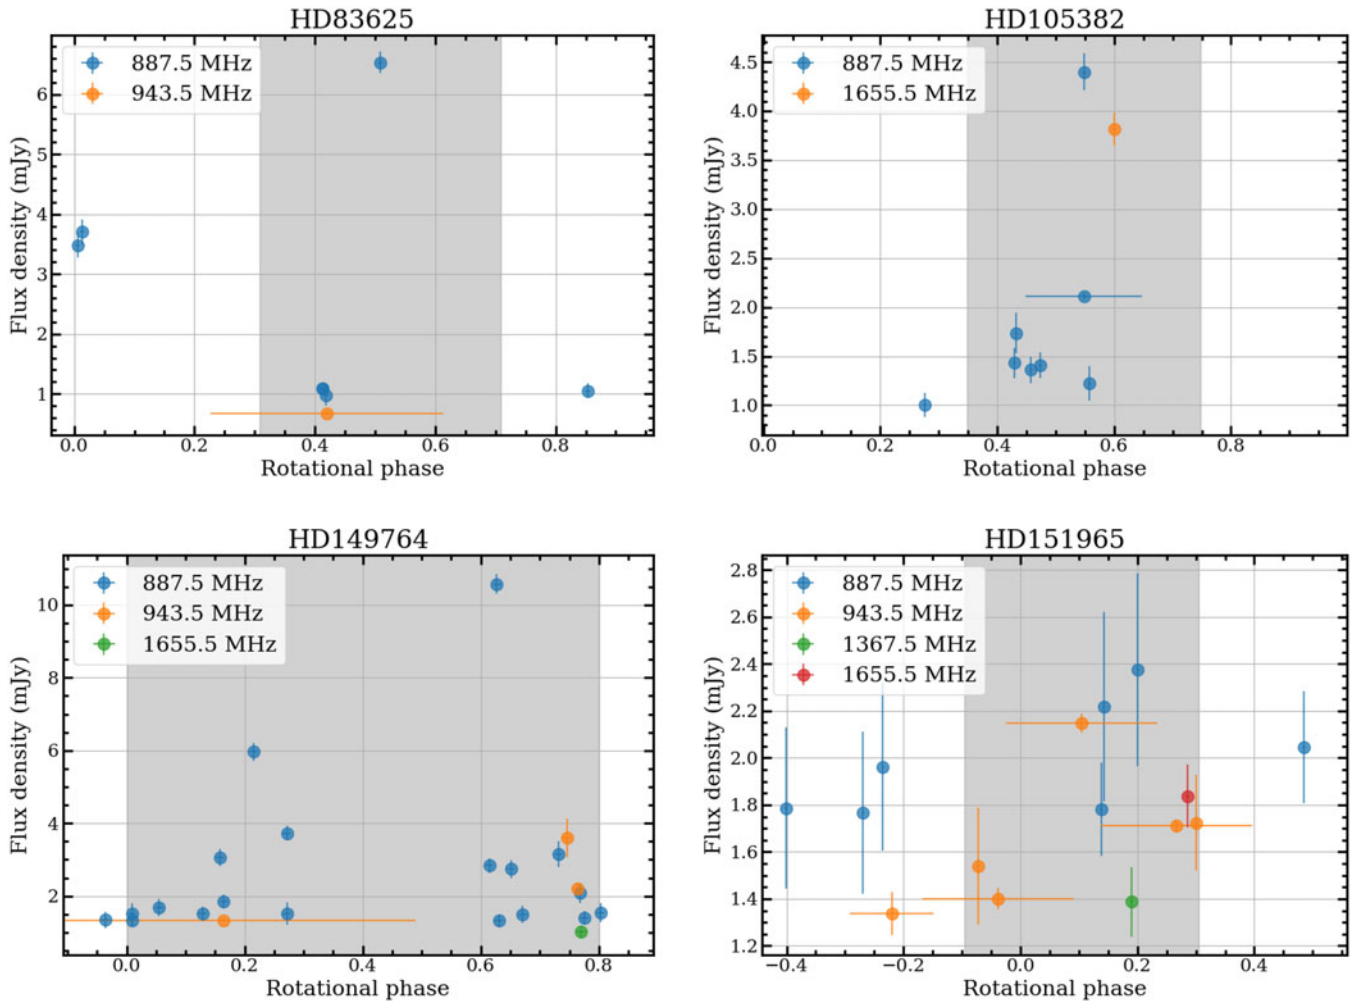 HD83625
887.5 MHz
943.5 MHz
Flux density (mJy)
6
5
4
3
2
1
0.0 0.2 0.4 0.6 0.8
Rotational phase
HD105382
887.5 MHz
1655.5 MHz
Flux density (mJy)
4.5
4.0
3.5
3.0
2.5
2.0
1.5
1.0
0.0 0.2 0.4 0.6 0.8
Rotational phase
HD149764
887.5 MHz
943.5 MHz
1655.5 MHz
Flux density (mJy)
10
8
6
4
2
0.0 0.2 0.4 0.6 0.8
Rotational phase
HD151965
887.5 MHz
943.5 MHz
1367.5 MHz
1655.5 MHz
Flux density (mJy)
2.8
2.6
2.4
2.2
2.0
1.8
1.6
1.4
1.2
−0.4 −0.2 0.0 0.2 0.4
Rotational phase